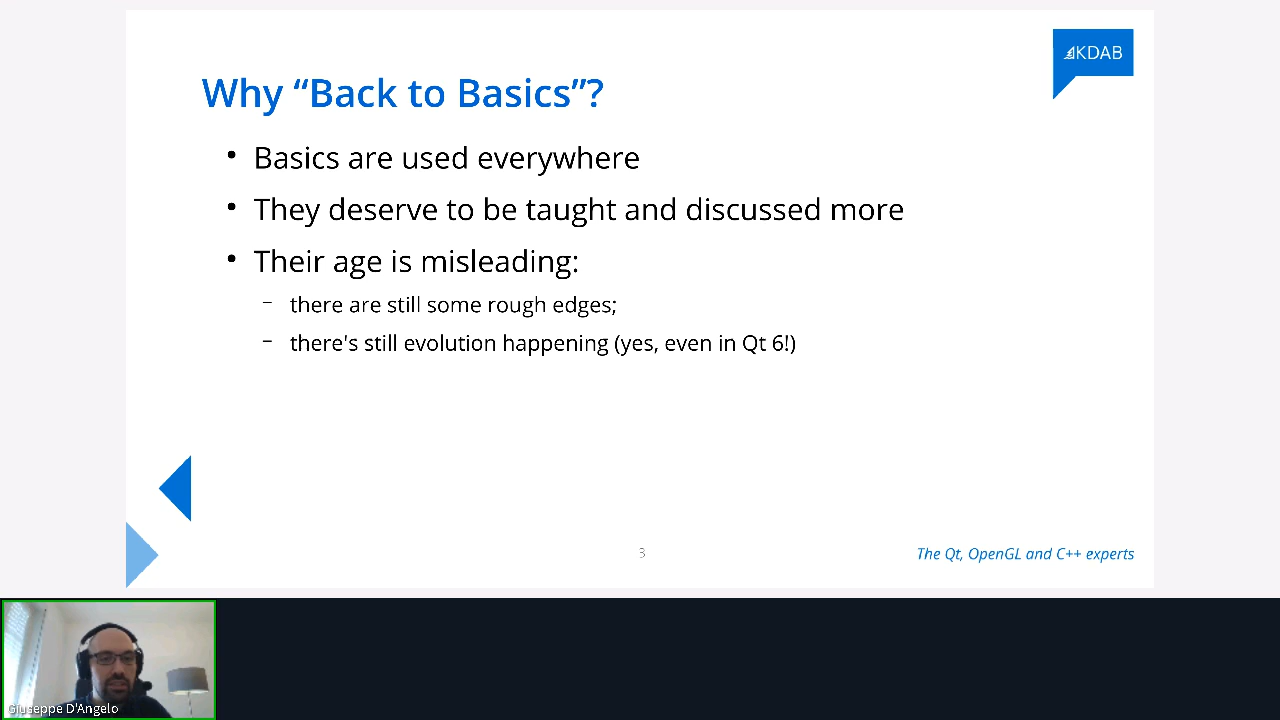 KDAB
Why “Back to Basics”?
• Basics are used everywhere
• They deserve to be taught and discussed more
• Their age is misleading:
– there are still some rough edges;
– there's still evolution happening (yes, even in Qt 6!)
3
The Qt, OpenGL and C++ experts
Giuseppe D'Angelo